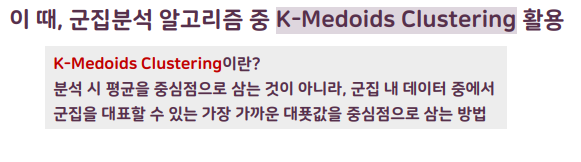 이 때, 군집분석 알고리즘 중 K-Medoids Clustering 활용
K-Medoids Clustering이란?
분석 시 평균을 중심점으로 삼는 것이 아니라, 군집 내 데이터 중에서
군집을 대표할 수 있는 가장 가까운 대푯값을 중심점으로 삼는 방법